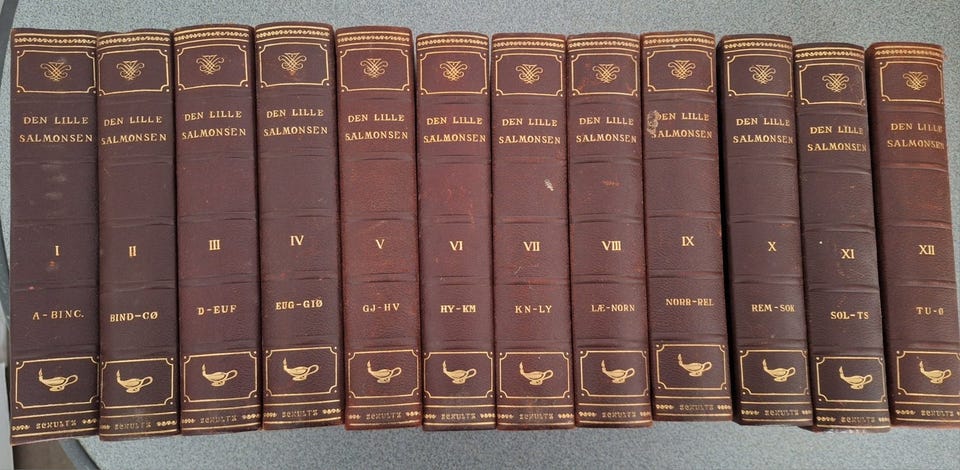 DEN LILLE
SALMONSEN
I
A-BINC.
SCHULTZ
DEN LILLE
SALMONSEN
II
BIND-CØ
SCHULTZ
DEN LILLE
SALMONSEN
III
D-EUF
SCHULTZ
DEN LILLE
SALMONSEN
IV
EUG-GIØ
SCHULTZ
DEN LILLE
SALMONSEN
V
GJ-HV
SCHULTZ
DEN LILLE
SALMONSEN
VI
HY-KM
SCHULTZ
DEN LILLE
SALMONSEN
VII
KN-LY
SCHULTZ
DEN LILLE
SALMONSEN
VIII
LÆ-NORN
SCHULTZ
DEN LILLE
SALMONSEN
IX
NORR-REL
SCHULTZ
DEN LILLE
SALMONSEN
X
REM-SOK
SCHULTZ
DEN LILLE
SALMONSEN
XI
SOL-TS
SCHULTZ
DEN LILLE
SALMONSEN
XII
TU-Ø
SCHULTZ